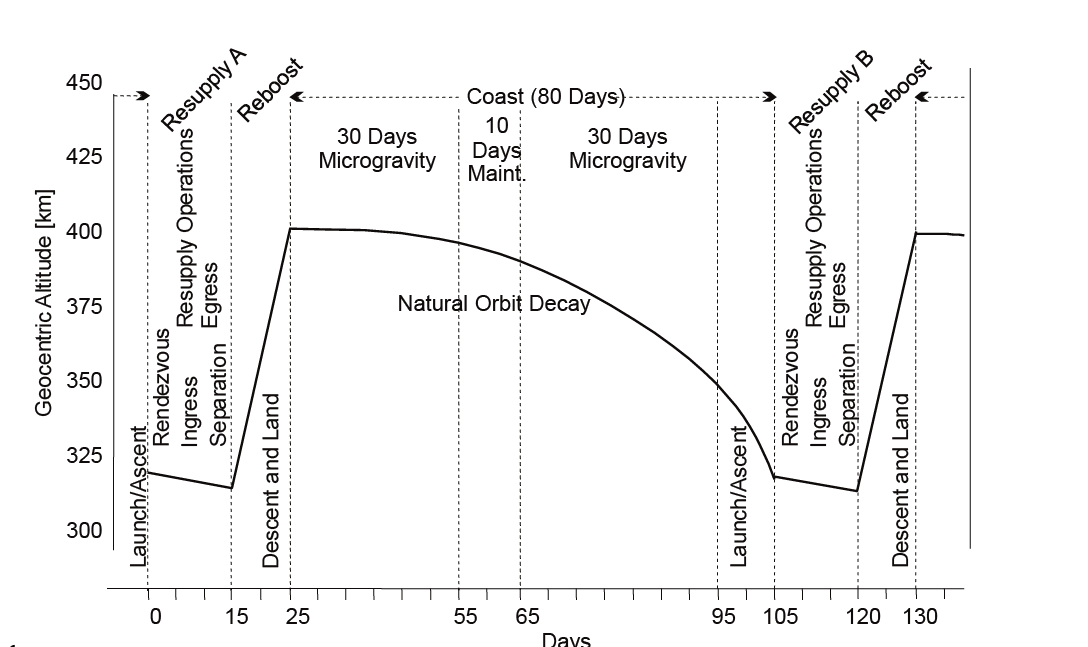 450
425
400
375
350
325
300
Geocentric Altitude [km]
Resupply A
Reboost
Coast (80 Days)
Resupply B
Reboost
30 Days
Microgravity
10
Days
Maint.
30 Days
Microgravity
Launch/Ascent
Rendezvous
Ingress
Resupply Operations
Separation
Egress
Descent and Land
Natural Orbit Decay
Launch/Ascent
Rendezvous
Ingress
Resupply Operations
Separation
Egress
Descent and Land
0 15 25 55 65 95 105 120 130
Days